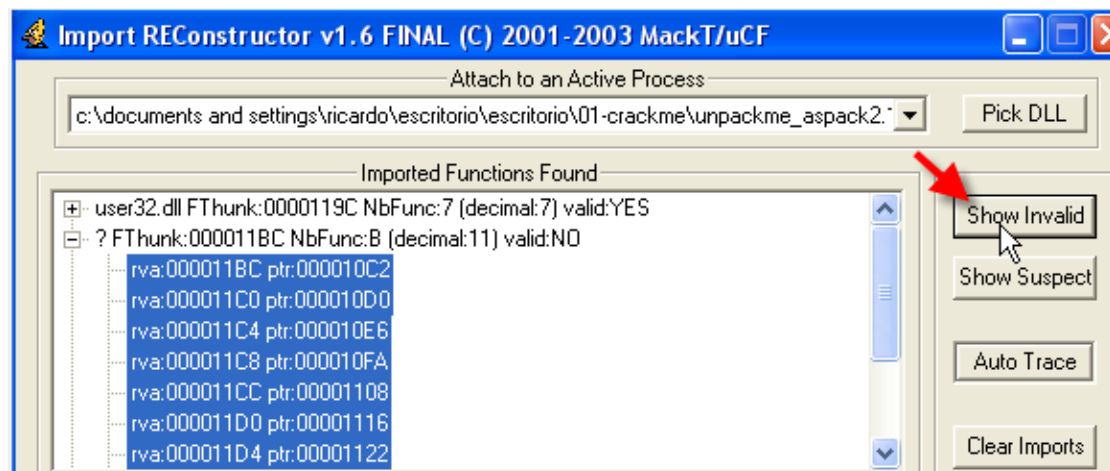 Import REConstructor v1.6 FINAL (C) 2001-2003 MackT/uCF
Attach to an Active Process
c:\documents and settings\ricardo\escritorio\escritorio\01-crackme\unpackme_aspack2.
Pick DLL
Imported Functions Found
user32.dll FThunk:0000119C NbFunc:7 (decimal:7) valid:YES
? FThunk:000011BC NbFunc:B (decimal:11) valid:NO
rva:000011BC ptr:000010C2
rva:000011C0 ptr:000010D0
rva:000011C4 ptr:000010E6
rva:000011C8 ptr:000010FA
rva:000011CC ptr:00001108
rva:000011D0 ptr:00001116
rva:000011D4 ptr:00001122
Show Invalid
Show Suspect
Auto Trace
Clear Imports